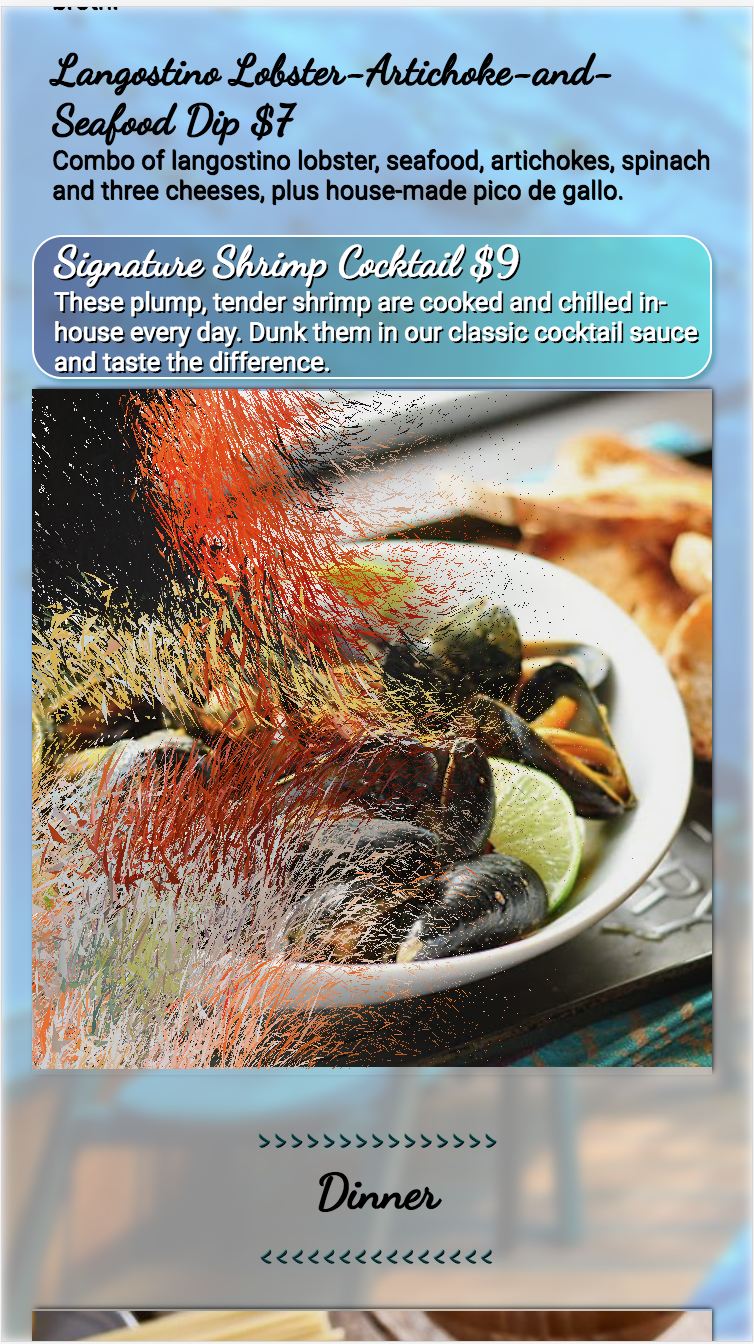 Langostino Lobster-Artichoke-and-
Seafood Dip $7
Combo of langostino lobster, seafood, artichokes, spinach
and three cheeses, plus house-made pico de gallo.
Signature Shrimp Cocktail $9
These plump, tender shrimp are cooked and chilled in-
house every day. Dunk them in our classic cocktail sauce
and taste the difference.
>>>>>>>>>>>>>>>
Dinner
<<<<<<<<<<<<<<<